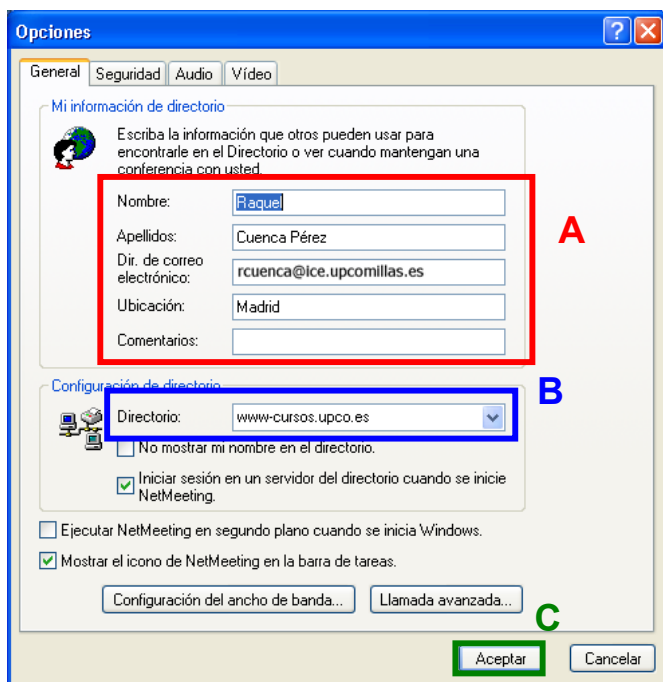 Opciones
General Seguridad Audio Vídeo
Mi información de directorio
Escriba la información que otros pueden usar para
encontrarle en el Directorio o ver cuando mantengan una
conferencia con usted.
Nombre: Raquel
A
Apellidos: Cuenca Pérez
Dir. de correo
electrónico: rcuenca@ice.upcomillas.es
Ubicación: Madrid
Comentarios:
Configuración de directorio
B
Directorio: www-cursos.upco.es
No mostrar mi nombre en el directorio.
Iniciar sesión en un servidor del directorio cuando se inicie
NetMeeting.
Ejecutar NetMeeting en segundo plano cuando se inicia Windows.
Mostrar el icono de NetMeeting en la barra de tareas.
Configuración del ancho de banda... Llamada avanzada...
C
Aceptar Cancelar